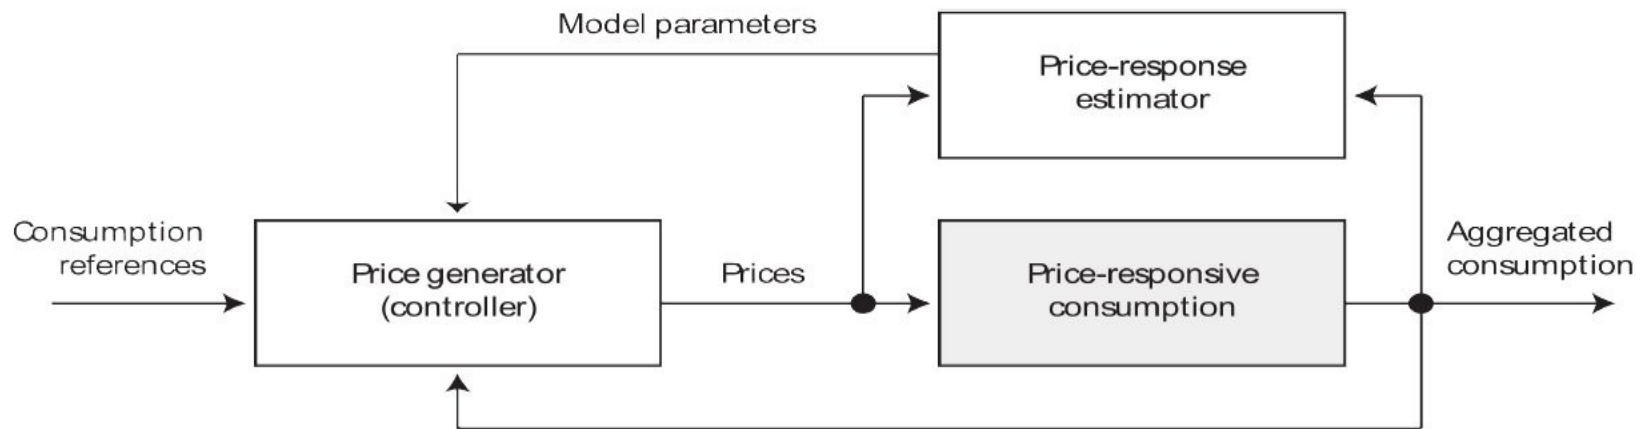 Model parameters
Price-response
estimator
Consumption
references
Price generator
(controller)
Prices
Price-responsive
consumption
Aggregated
consumption